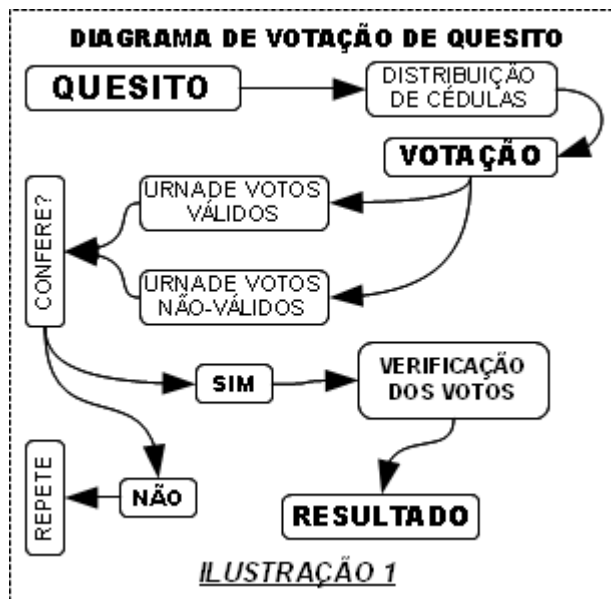 DIAGRAMA DE VOTAÇÃO DE QUESITO
QUESITO
DISTRIBUIÇÃO
DE CÉDULAS
VOTAÇÃO
URNADE VOTOS
VÁLIDOS
URNADE VOTOS
NÃO-VÁLIDOS
CONFERE?
SIM
VERIFICAÇÃO
DOS VOTOS
NÃO
REPETE
RESULTADO
ILUSTRAÇÃO 1